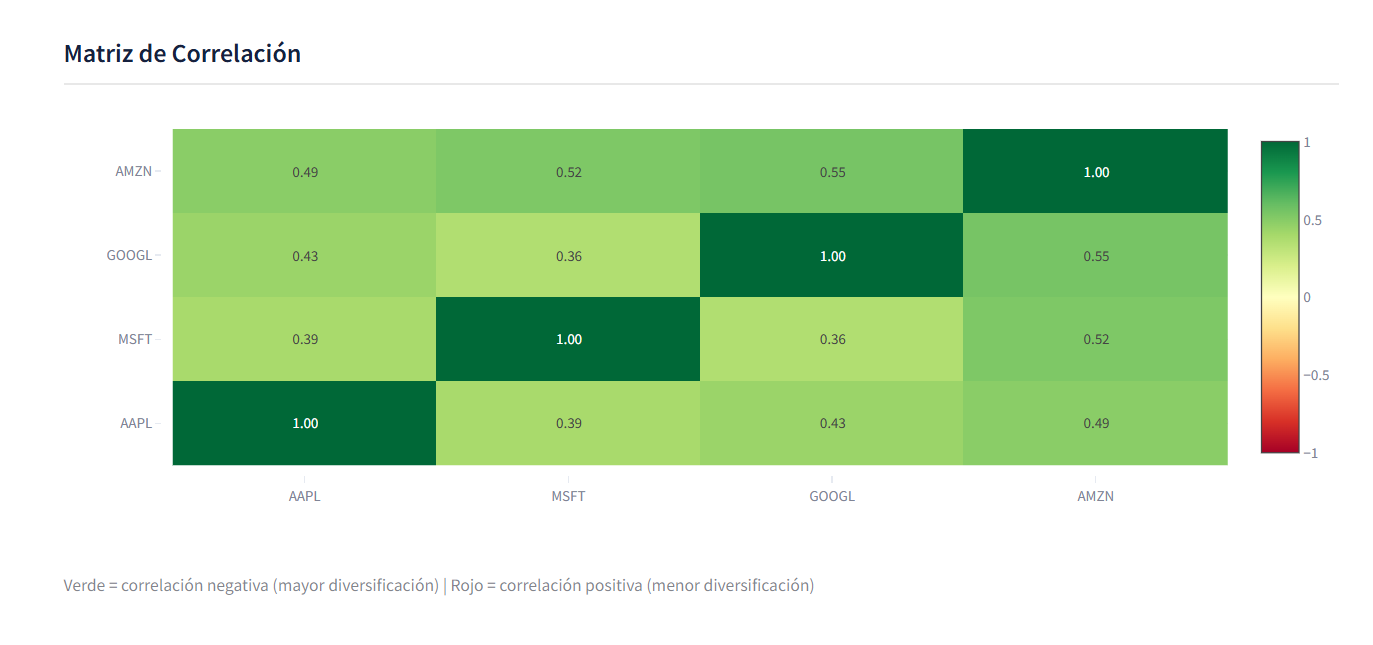 Matriz de Correlación
AMZN 0.49 0.52 0.55 1.00
GOOGL 0.43 0.36 1.00 0.55
MSFT 0.39 1.00 0.36 0.52
AAPL 1.00 0.39 0.43 0.49
AAPL MSFT GOOGL AMZN
1
0.5
0
−0.5
−1
Verde = correlación negativa (mayor diversificación) | Rojo = correlación positiva (menor diversificación)